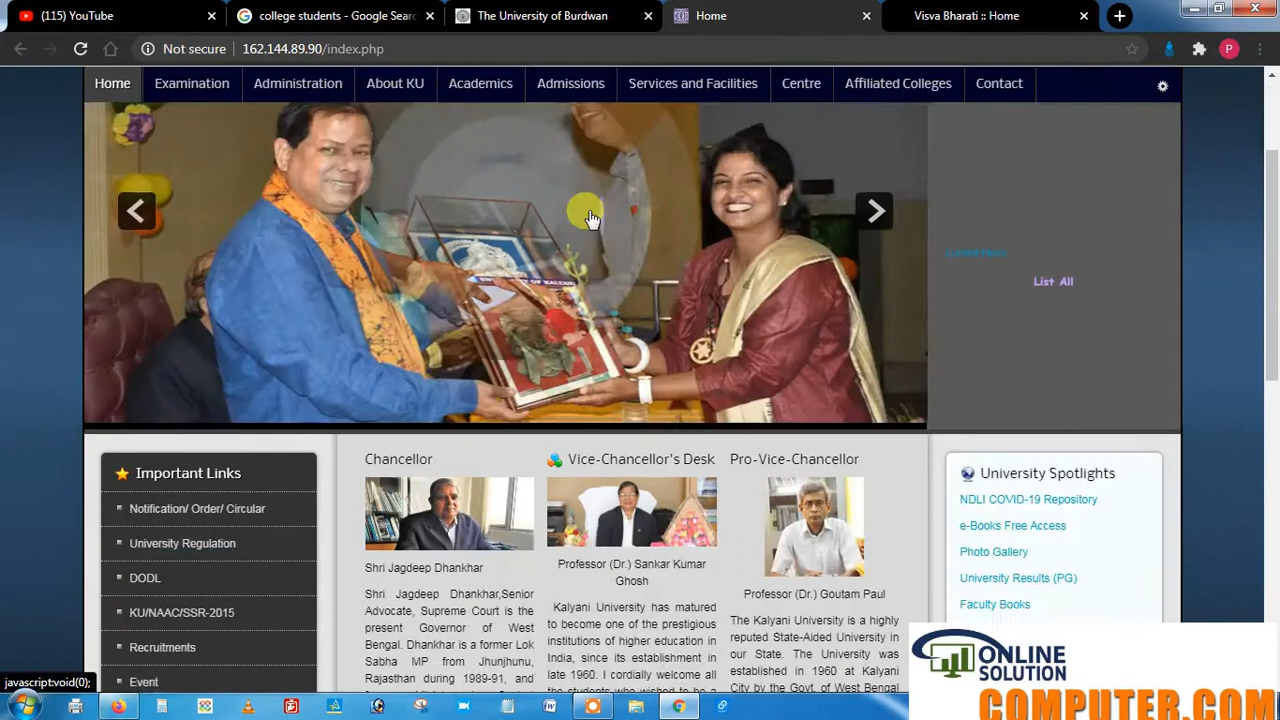 (115) YouTube
college students - Google Searc
The University of Burdwan
Home
Visva Bharati :: Home
Not secure
162.144.89.90/index.php
P
Home
Examination
Administration
About KU
Academics
Admissions
Services and Facilities
Centre
Affiliated Colleges
Contact
List All
Important Links
Notification/ Order/ Circular
University Regulation
DODL
KU/NAAC/SSR-2015
Recruitments
Event
Chancellor
Shri Jagdeep Dhankhar
Shri Jagdeep Dhankhar,Senior
Advocate, Supreme Court is the
present Governor of West
Bengal. Dhankhar is a former Lok
Sabha MP from Jhunjhunu,
Rajasthan during 1989-91, and
Vice-Chancellor's Desk
Professor (Dr.) Sankar Kumar
Ghosh
Kalyani University has matured
to become one of the prestigious
institutions of higher education in
India, since its establishment in
late 1960. I cordially welcome all
Pro-Vice-Chancellor
Professor (Dr.) Goutam Paul
The Kalyani University is a highly
reputed State-Aided University in
our State. The University was
established in 1960 at Kalyani
City by the Govt. of West Bengal
University Spotlights
NDLI COVID-19 Repository
e-Books Free Access
Photo Gallery
University Results (PG)
Faculty Books
javascript:void(0);
ONLINE
SOLUTION
COMPUTER.COM